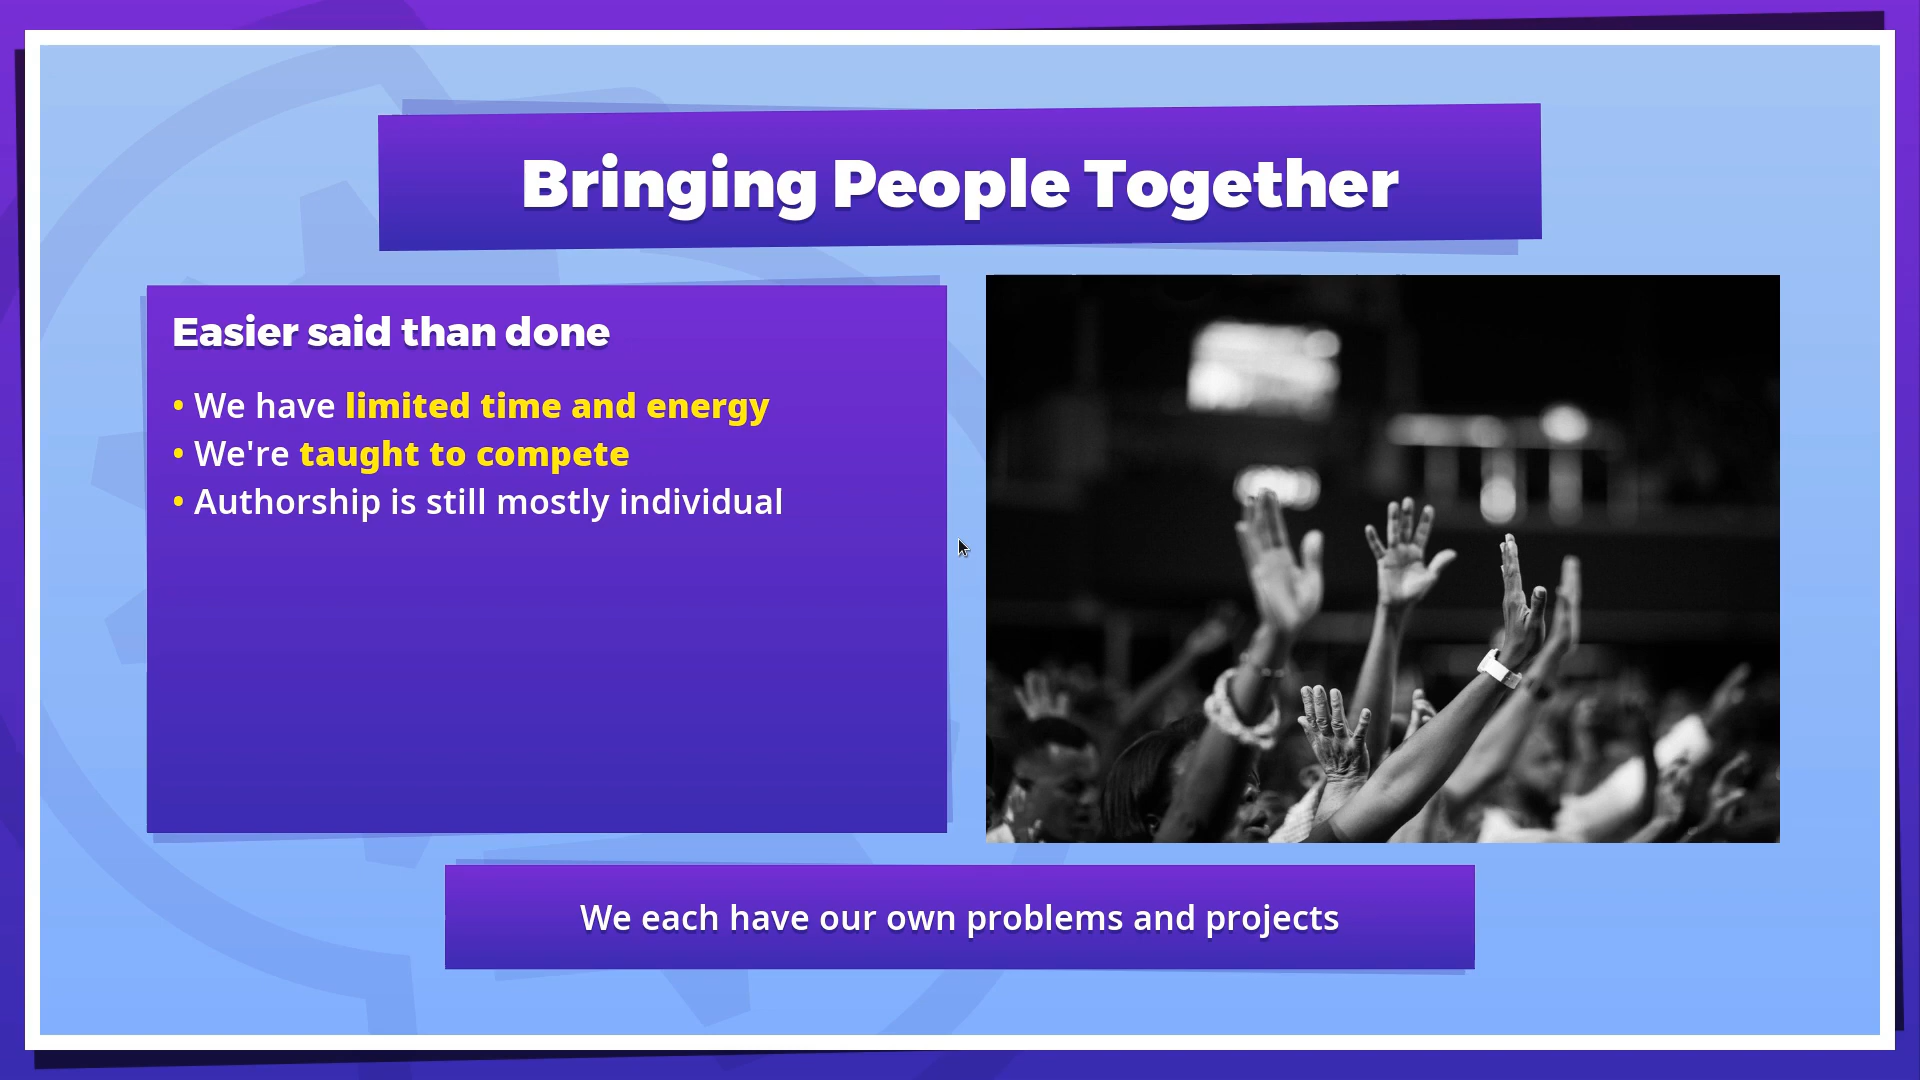 Bringing People Together
Easier said than done
• We have limited time and energy
• We're taught to compete
• Authorship is still mostly individual
We each have our own problems and projects